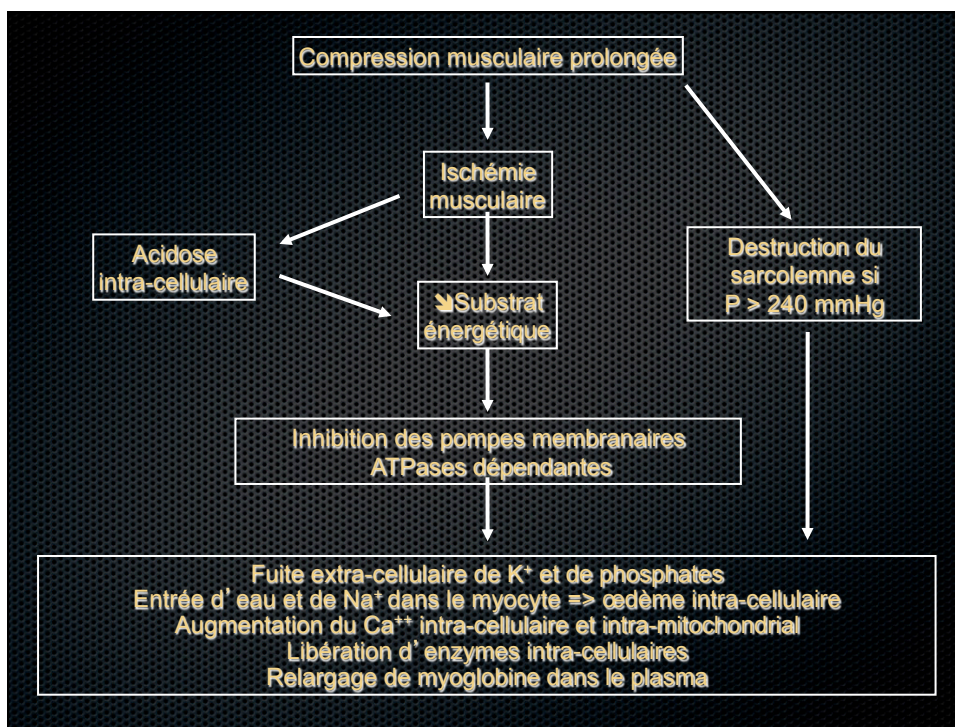 Compression musculaire prolongée
Ischémie
musculaire
Acidose
intra-cellulaire
Destruction du
sarcolemne si
P > 240 mmHg
➘Substrat
énergétique
Inhibition des pompes membranaires
ATPases dépendantes
Fuite extra-cellulaire de K⁺ et de phosphates
Entrée d’eau et de Na⁺ dans le myocyte => œdème intra-cellulaire
Augmentation du Ca⁺⁺ intra-cellulaire et intra-mitochondrial
Libération d’enzymes intra-cellulaires
Relargage de myoglobine dans le plasma